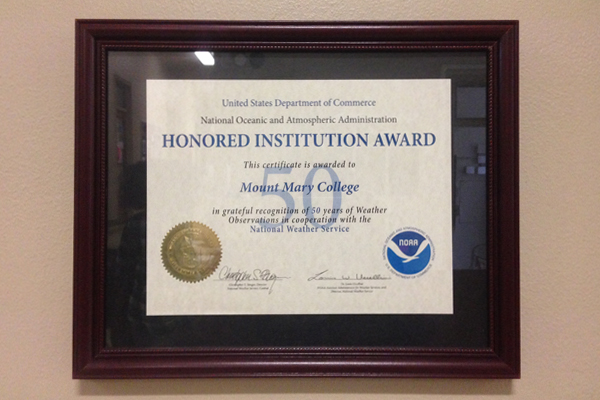 United States Department of Commerce
National Oceanic and Atmospheric Administration
HONORED INSTITUTION AWARD
This certificate is awarded to
50
Mount Mary College
in grateful recognition of 50 years of Weather
Observations in cooperation with the
National Weather Service
NOAA